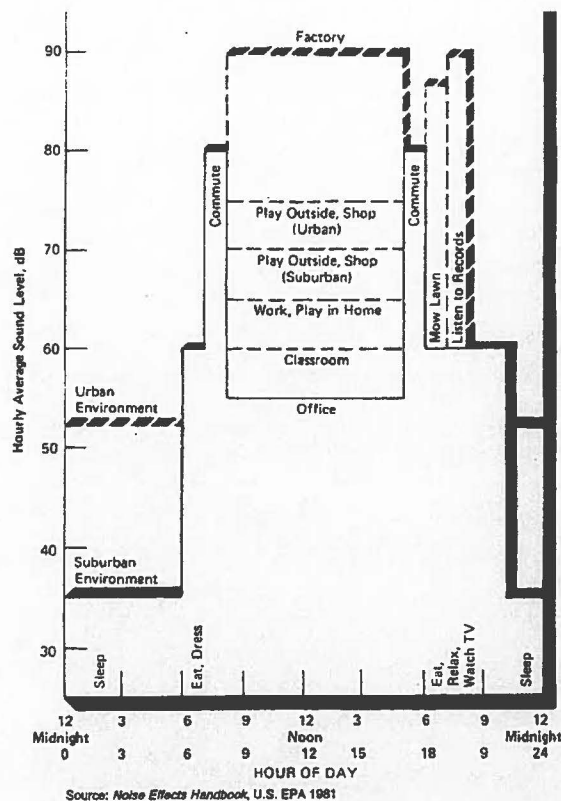 Hourly Average Sound Level, dB
90
80
70
60
50
40
30
Factory
Commute
Commute
Play Outside, Shop
(Urban)
Play Outside, Shop
(Suburban)
Work, Play in Home
Classroom
Office
Mow Lawn
Listen to Records
Urban
Environment
Suburban
Environment
Sleep
Eat, Dress
Eat,
Relax,
Watch TV
Sleep
12 3 6 9 12 3 6 9 12
Midnight Noon Midnight
0 3 6 9 12 15 18 9 24
HOUR OF DAY
Source: Noise Effects Handbook, U.S. EPA 1981